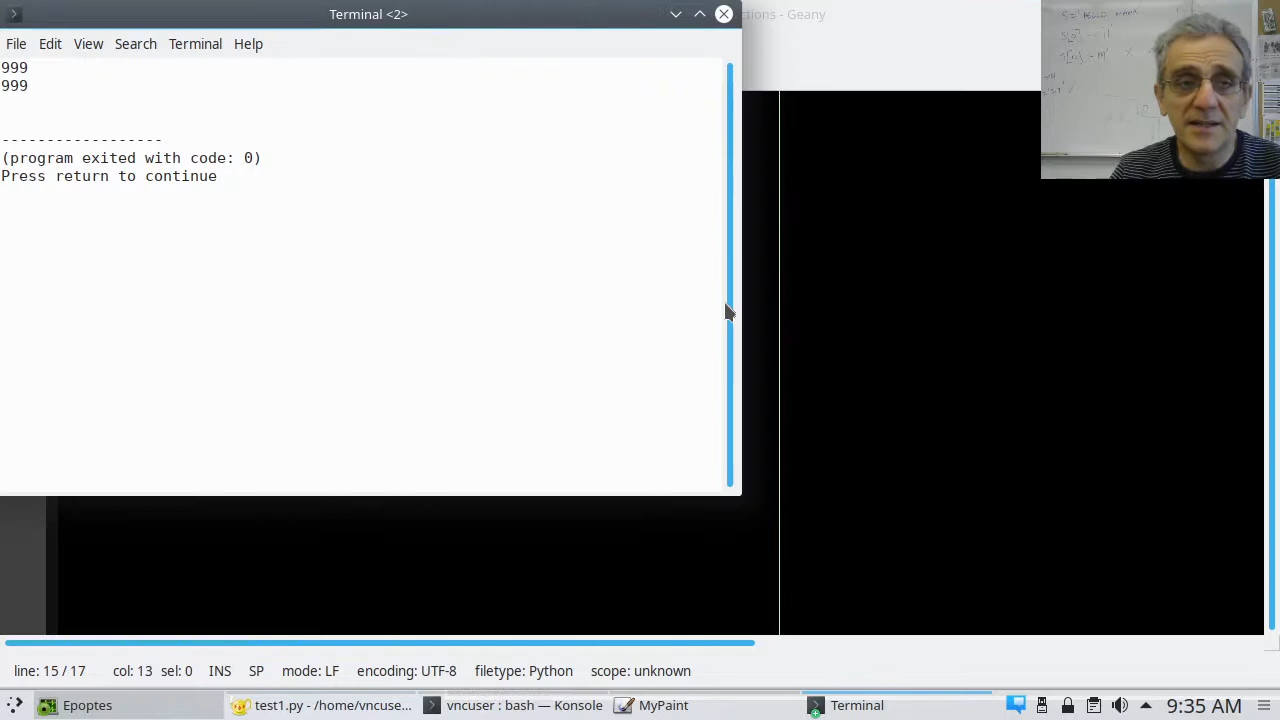 Terminal <2>
ctions - Geany
File Edit View Search Terminal Help
999
999
------------------
(program exited with code: 0)
Press return to continue
line: 15 / 17 col: 13 sel: 0 INS SP mode: LF encoding: UTF-8 filetype: Python scope: unknown
Epoptes test1.py - /home/vncuse... vncuser : bash — Konsole MyPaint Terminal 9:35 AM